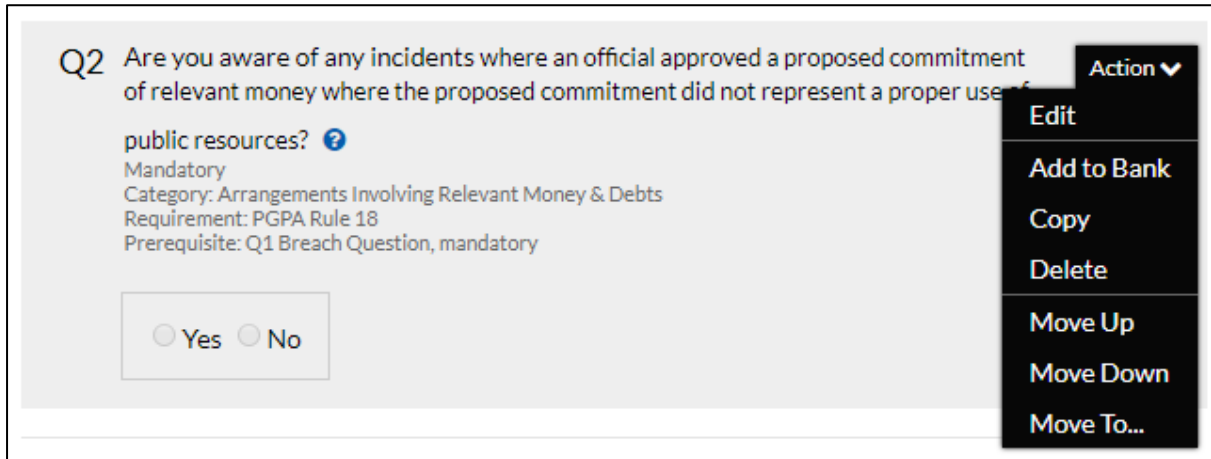 Q2 Are you aware of any incidents where an official approved a proposed commitment
of relevant money where the proposed commitment did not represent a proper use of
public resources?
Mandatory
Category: Arrangements Involving Relevant Money & Debts
Requirement: PGPA Rule 18
Prerequisite: Q1 Breach Question, mandatory
Yes No
Action
Edit
Add to Bank
Copy
Delete
Move Up
Move Down
Move To...